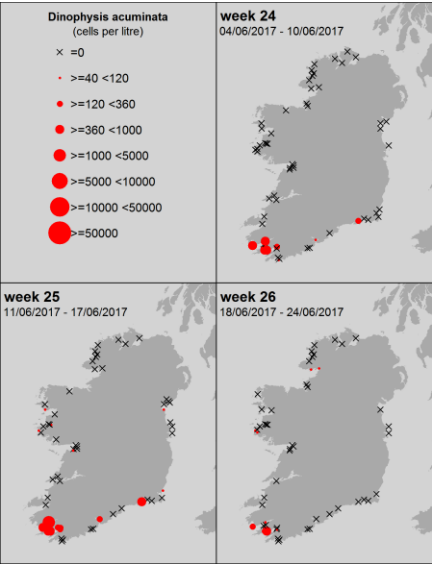 Dinophysis acuminata
(cells per litre)
=0
>=40 <120
>=120 <360
>=360 <1000
>=1000 <5000
>=5000 <10000
>=10000 <50000
>=50000
week 24
04/06/2017 - 10/06/2017
week 25
11/06/2017 - 17/06/2017
week 26
18/06/2017 - 24/06/2017